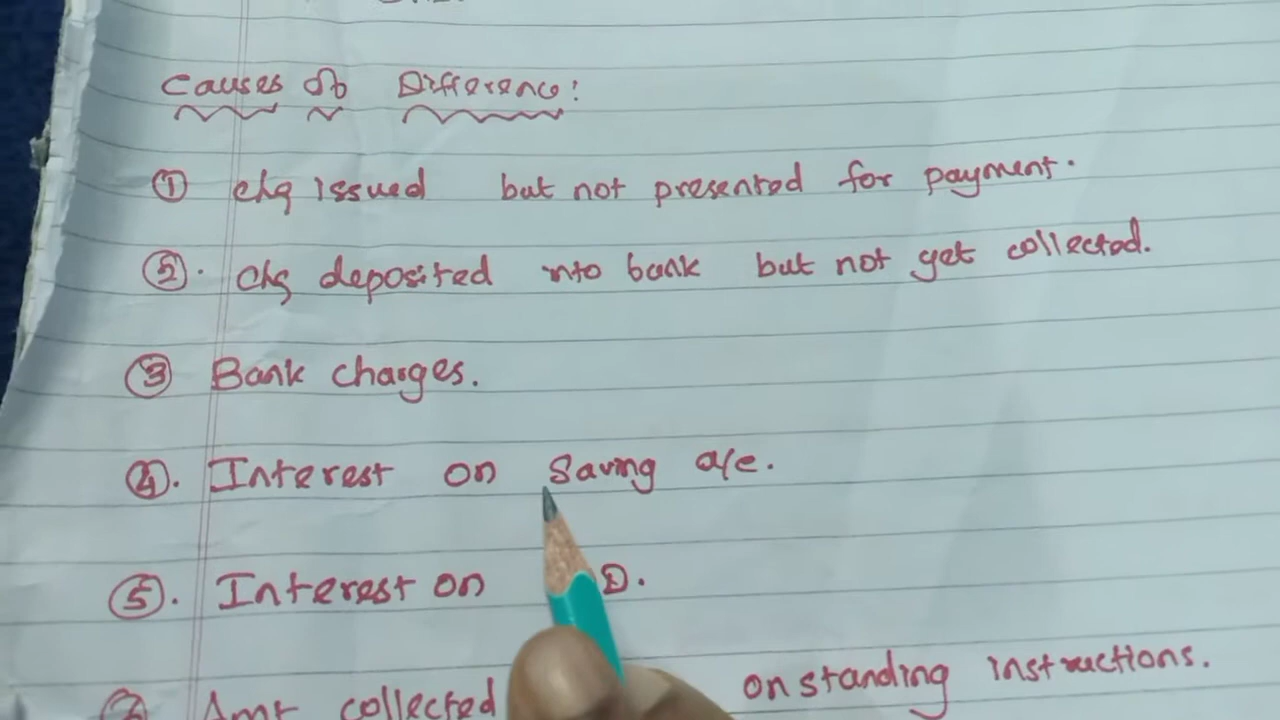 Causes of Difference:
① chq issued but not presented for payment.
②. chq deposited into bank but not yet collected.
③ Bank charges.
④. Interest on Saving a/c.
⑤. Interest on D.
Amt collected on standing instructions.